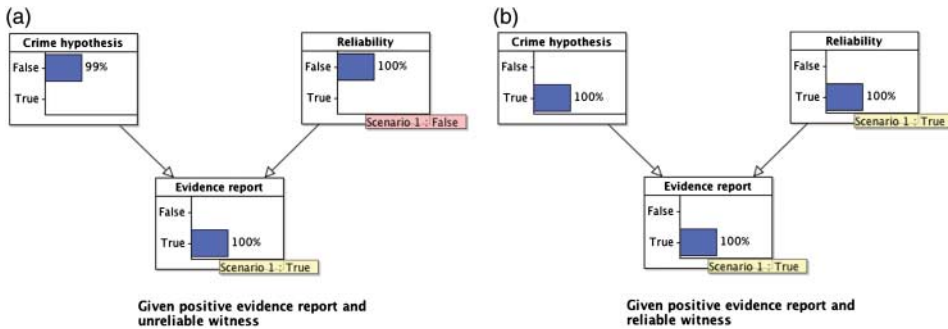 (a)
Crime hypothesis
False
99%
True
Reliability
False
100%
True
Scenario 1 : False
Evidence report
False
True
100%
Scenario 1 : True
Given positive evidence report and
unreliable witness
(b)
Crime hypothesis
False
True
100%
Reliability
False
True
100%
Scenario 1 : True
Evidence report
False
True
100%
Scenario 1 : True
Given positive evidence report and
reliable witness